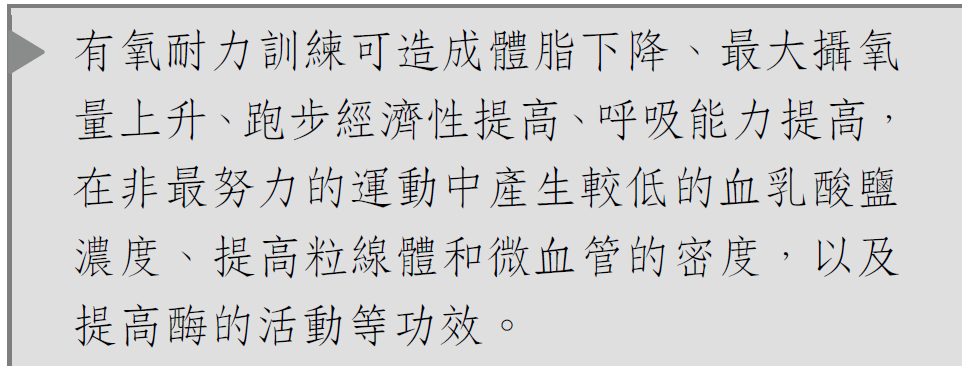 有氧耐力訓練可造成體脂下降、最大攝氧
量上升、跑步經濟性提高、呼吸能力提高，
在非最努力的運動中產生較低的血乳酸鹽
濃度、提高粒線體和微血管的密度，以及
提高酶的活動等功效。